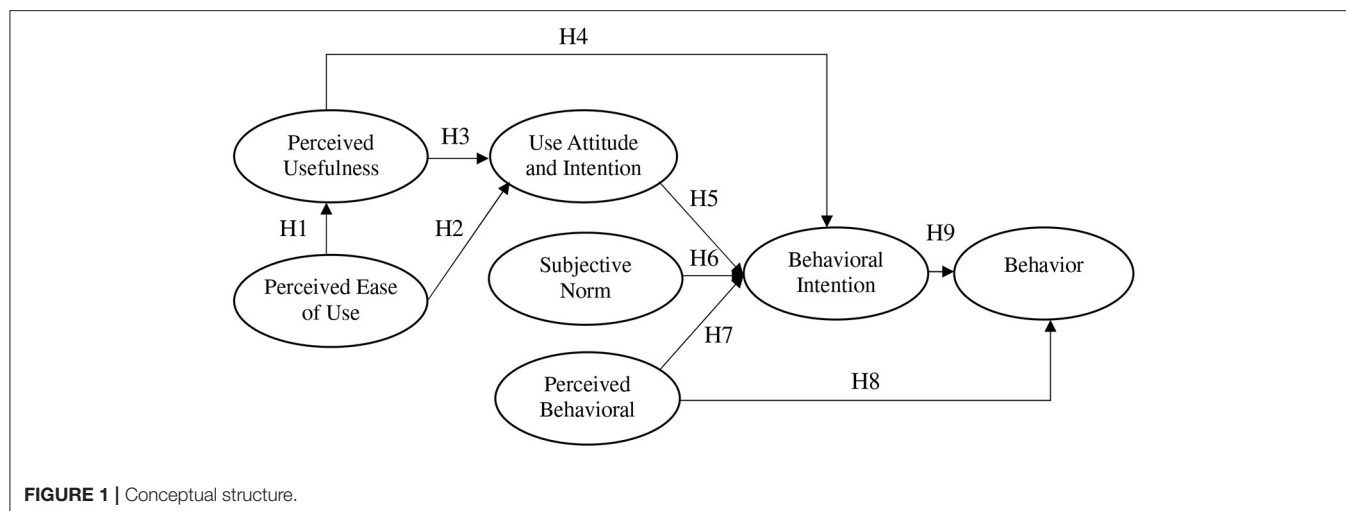 H4
Perceived
Usefulness
H3
Use Attitude
and Intention
H1
H2
H5
Perceived Ease
of Use
Subjective
Norm
H6
Behavioral
Intention
H9
Behavior
H7
Perceived
Behavioral
H8
FIGURE 1 | Conceptual structure.